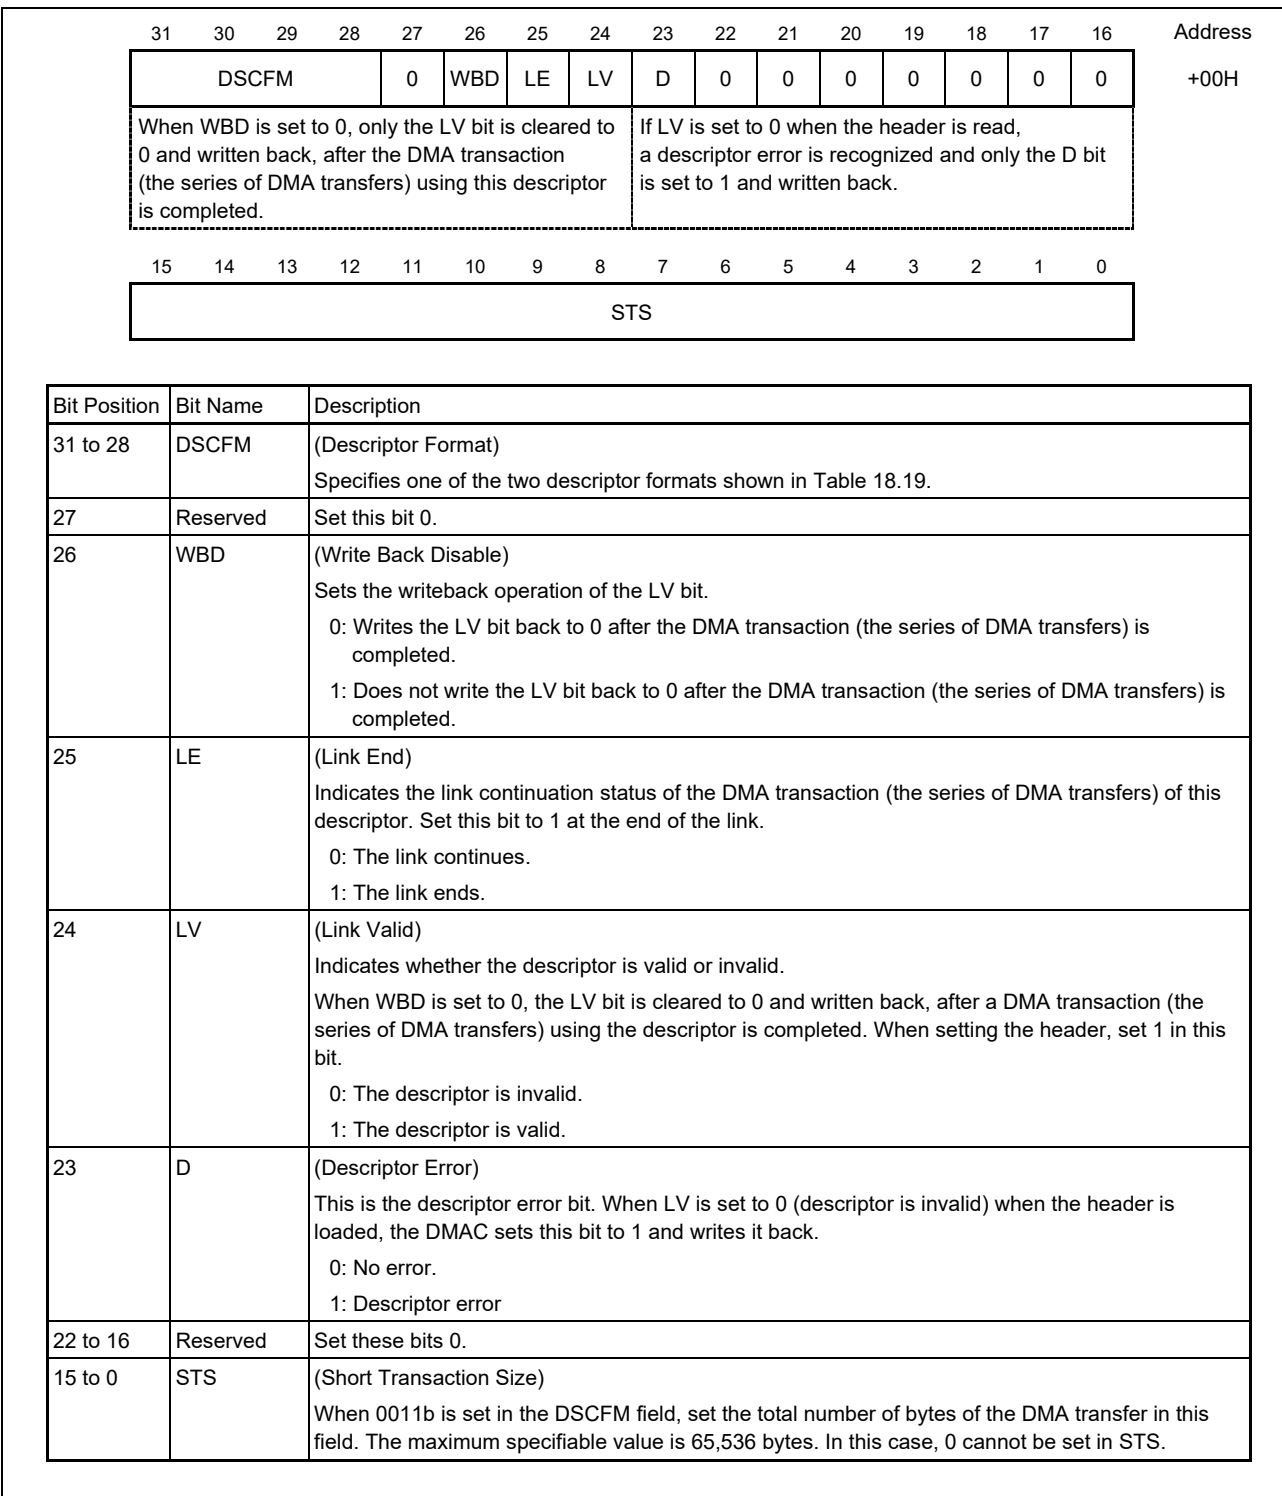 31 30 29 28 27 26 25 24 23 22 21 20 19 18 17 16 Address
DSCFM 0 WBD LE LV D 0 0 0 0 0 0 0 +00H
When WBD is set to 0, only the LV bit is cleared to
0 and written back, after the DMA transaction
(the series of DMA transfers) using this descriptor
is completed.
If LV is set to 0 when the header is read,
a descriptor error is recognized and only the D bit
is set to 1 and written back.
15 14 13 12 11 10 9 8 7 6 5 4 3 2 1 0
STS
Bit Position Bit Name Description
31 to 28 DSCFM (Descriptor Format)
Specifies one of the two descriptor formats shown in Table 18.19.
27 Reserved Set this bit 0.
26 WBD (Write Back Disable)
Sets the writeback operation of the LV bit.
0: Writes the LV bit back to 0 after the DMA transaction (the series of DMA transfers) is
completed.
1: Does not write the LV bit back to 0 after the DMA transaction (the series of DMA transfers) is
completed.
25 LE (Link End)
Indicates the link continuation status of the DMA transaction (the series of DMA transfers) of this
descriptor. Set this bit to 1 at the end of the link.
0: The link continues.
1: The link ends.
24 LV (Link Valid)
Indicates whether the descriptor is valid or invalid.
When WBD is set to 0, the LV bit is cleared to 0 and written back, after a DMA transaction (the
series of DMA transfers) using the descriptor is completed. When setting the header, set 1 in this
bit.
0: The descriptor is invalid.
1: The descriptor is valid.
23 D (Descriptor Error)
This is the descriptor error bit. When LV is set to 0 (descriptor is invalid) when the header is
loaded, the DMAC sets this bit to 1 and writes it back.
0: No error.
1: Descriptor error
22 to 16 Reserved Set these bits 0.
15 to 0 STS (Short Transaction Size)
When 0011b is set in the DSCFM field, set the total number of bytes of the DMA transfer in this
field. The maximum specifiable value is 65,536 bytes. In this case, 0 cannot be set in STS.